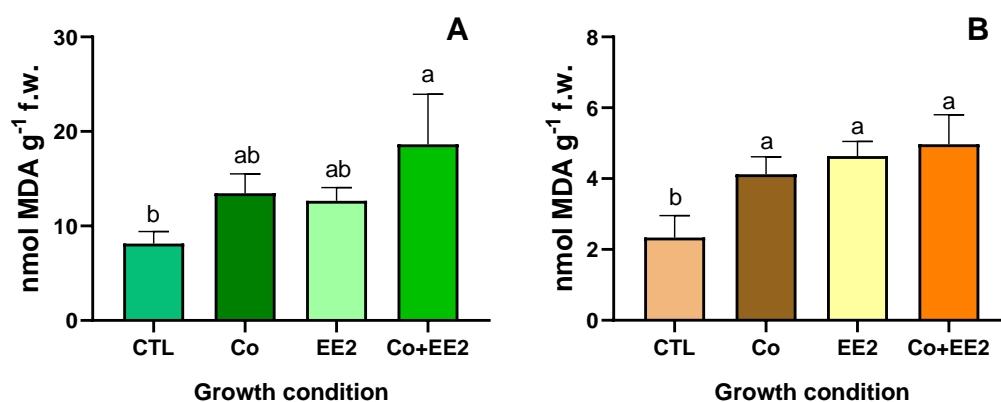 A
nmol MDA g-1 f.w.
30
20
10
0
b
ab
ab
a
CTL
Co
EE2
Co+EE2
Growth condition
B
nmol MDA g-1 f.w.
8
6
4
2
0
b
a
a
a
CTL
Co
EE2
Co+EE2
Growth condition